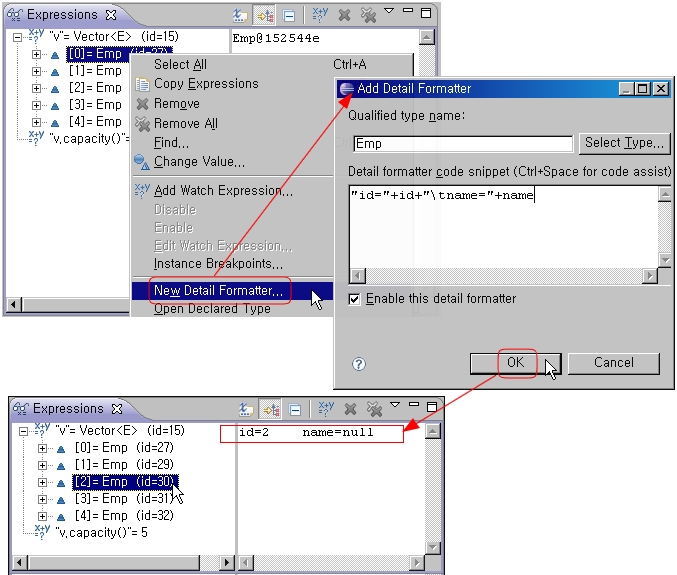 Expressions
"v"= Vector<E> (id=15)
[0]= Emp (id=27)
[1]= Emp
[2]= Emp
[3]= Emp
[4]= Emp
"v.capacity()"=
Emp@152544e
Select All Ctrl+A
Copy Expressions
Remove
Remove All
Find...
Change Value...
Add Watch Expression...
Disable
Enable
Edit Watch Expression...
Instance Breakpoints...
New Detail Formatter...
Open Declared Type
Add Detail Formatter
Qualified type name:
Emp
Select Type...
Detail formatter code snippet (Ctrl+Space for code assist)
"id="+id+"\tname="+name
Enable this detail formatter
OK
Cancel
Expressions
"v"= Vector<E> (id=15)
[0]= Emp (id=27)
[1]= Emp (id=29)
[2]= Emp (id=30)
[3]= Emp (id=31)
[4]= Emp (id=32)
"v.capacity()"= 5
id=2 name=null